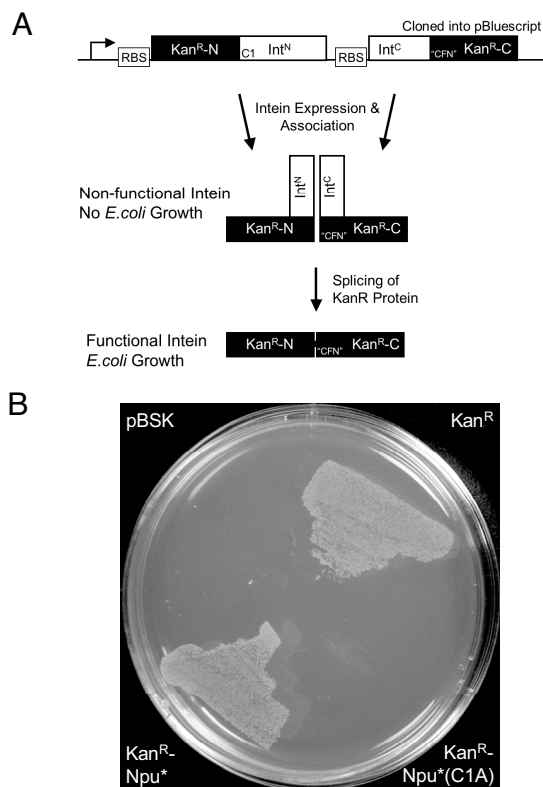 A
Cloned into pBluescript
RBS
Kanᴿ-N
C1
Intᴺ
RBS
Intᶜ
"CFN"
Kanᴿ-C
Intein Expression &
Association
Non-functional Intein
No E.coli Growth
Intᴺ
Intᶜ
Kanᴿ-N
"CFN"
Kanᴿ-C
Splicing of
KanR Protein
Functional Intein
E.coli Growth
Kanᴿ-N
"CFN"
Kanᴿ-C
B
pBSK
Kanᴿ
Kanᴿ-
Npu*
Kanᴿ-
Npu*(C1A)